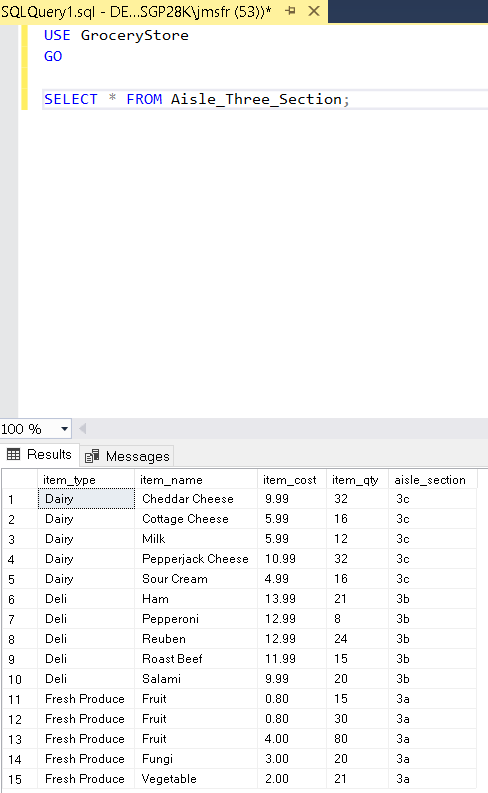 SQLQuery1.sql - DE...SGP28K\jmsfr (53))*
USE GroceryStore
GO
SELECT * FROM Aisle_Three_Section;
100 %
Results Messages
item_type item_name item_cost item_qty aisle_section
1 Dairy Cheddar Cheese 9.99 32 3c
2 Dairy Cottage Cheese 5.99 16 3c
3 Dairy Milk 5.99 12 3c
4 Dairy Pepperjack Cheese 10.99 32 3c
5 Dairy Sour Cream 4.99 16 3c
6 Deli Ham 13.99 21 3b
7 Deli Pepperoni 12.99 8 3b
8 Deli Reuben 12.99 24 3b
9 Deli Roast Beef 11.99 15 3b
10 Deli Salami 9.99 20 3b
11 Fresh Produce Fruit 0.80 15 3a
12 Fresh Produce Fruit 0.80 30 3a
13 Fresh Produce Fruit 4.00 80 3a
14 Fresh Produce Fungi 3.00 20 3a
15 Fresh Produce Vegetable 2.00 21 3a